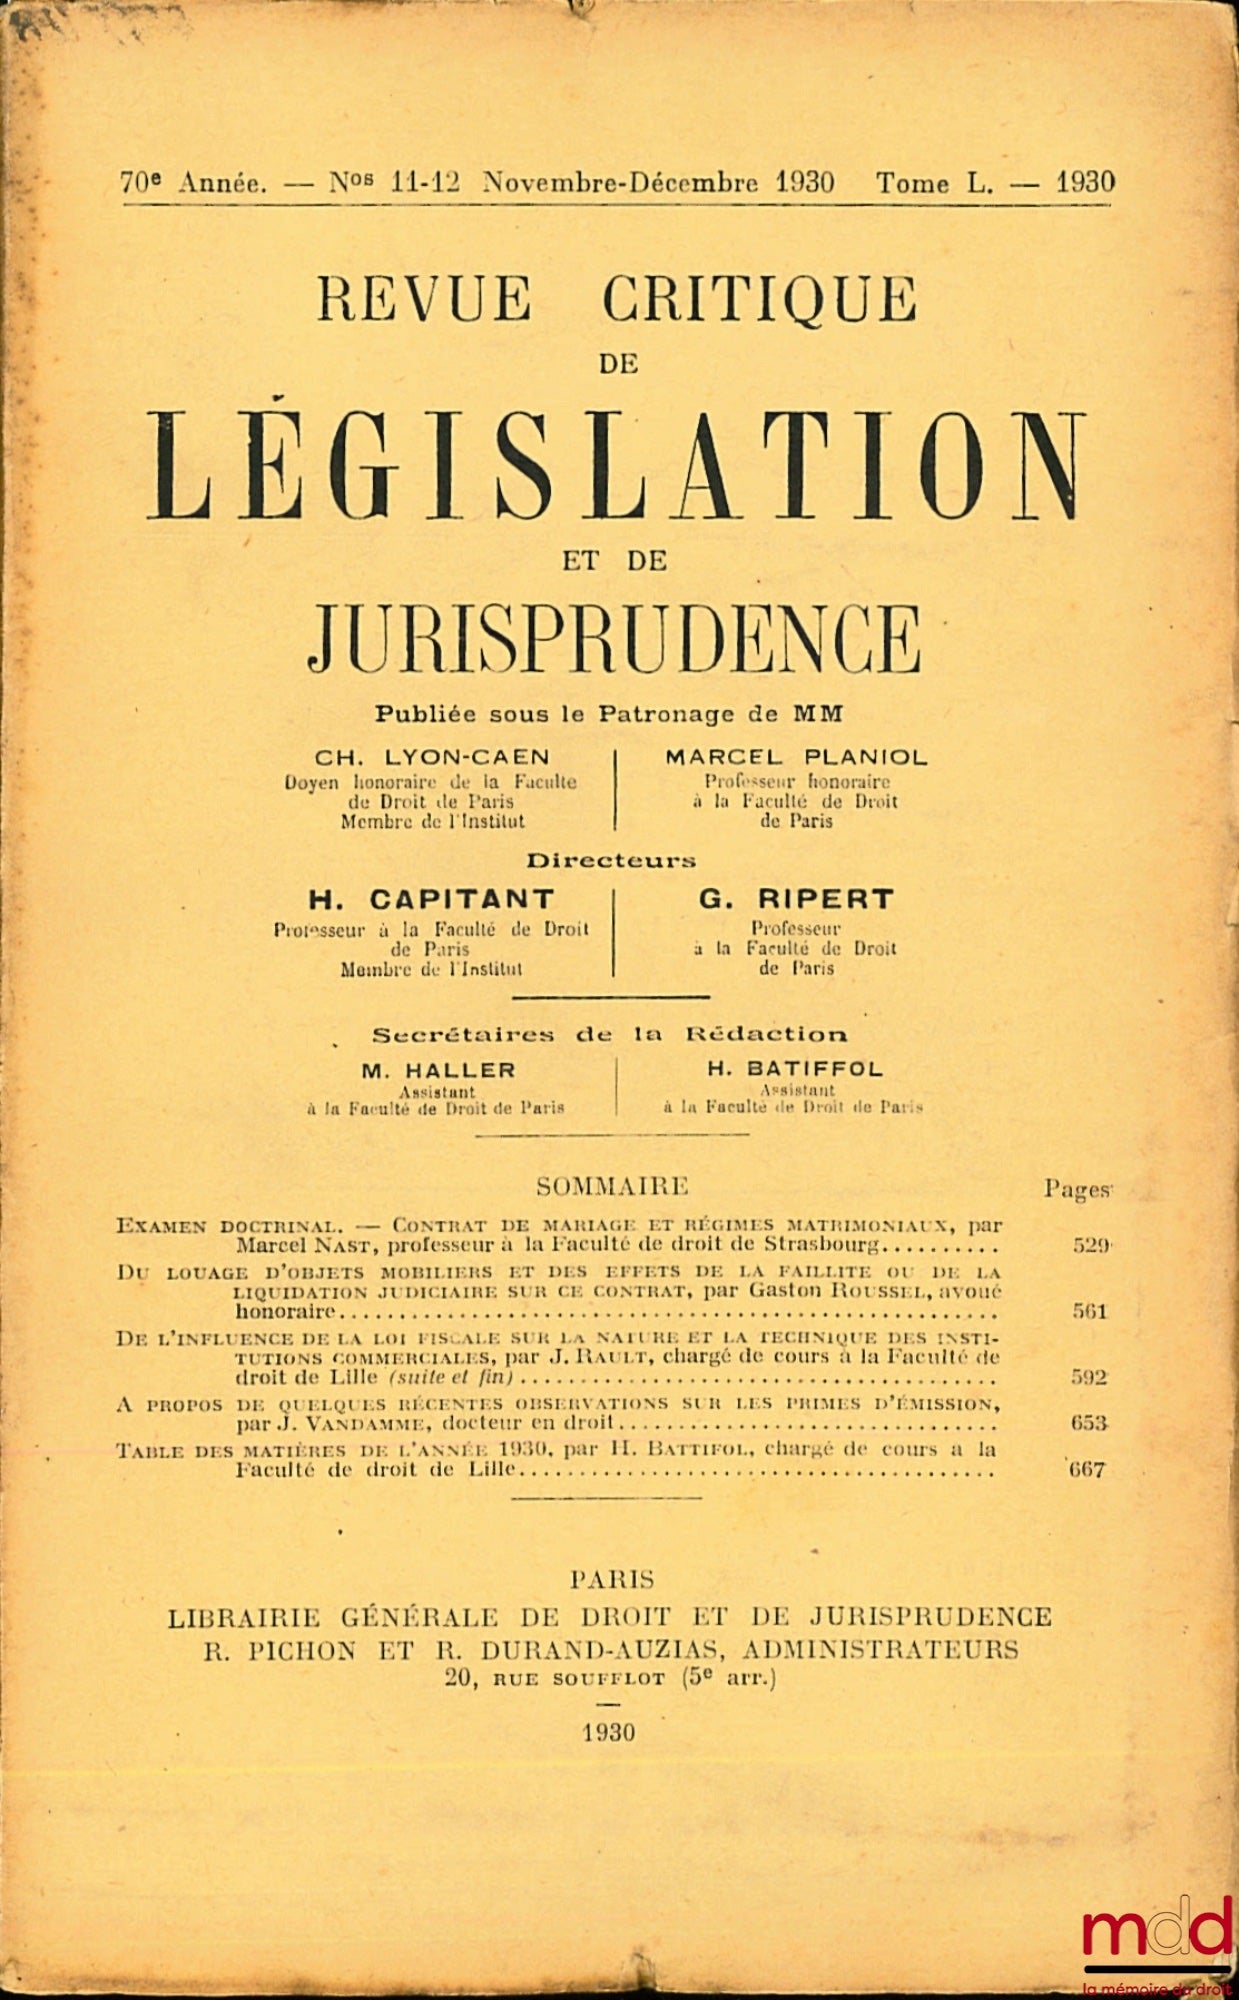 70e Année. — Nos 11-12 Novembre-Décembre 1930 Tome L. — 1930
REVUE CRITIQUE
DE
LÉGISLATION
ET DE
JURISPRUDENCE
Publiée sous le Patronage de MM
CH. LYON-CAEN
Doyen honoraire de la Faculte
de Droit de Paris
Membre de l'Institut
MARCEL PLANIOL
Professeur honoraire
à la Faculté de Droit
de Paris
Directeurs
H. CAPITANT
Professeur à la Faculté de Droit
de Paris
Membre de l'Institut
G. RIPERT
Professeur
à la Faculté de Droit
de Paris
Secrétaires de la Rédaction
M. HALLER
Assistant
à la Faculté de Droit de Paris
H. BATIFFOL
Assistant
à la Faculté de Droit de Paris
SOMMAIRE Pages
EXAMEN DOCTRINAL. — CONTRAT DE MARIAGE ET RÉGIMES MATRIMONIAUX, par
Marcel NAST, professeur à la Faculté de droit de Strasbourg.......... 529
DU LOUAGE D'OBJETS MOBILIERS ET DES EFFETS DE LA FAILLITE OU DE LA
LIQUIDATION JUDICIAIRE SUR CE CONTRAT, par Gaston ROUSSEL, avoué
honoraire.................................................. 561
DE L'INFLUENCE DE LA LOI FISCALE SUR LA NATURE ET LA TECHNIQUE DES INSTI-
TUTIONS COMMERCIALES, par J. RAULT, chargé de cours à la Faculté de
droit de Lille (suite et fin)..................................... 592
A PROPOS DE QUELQUES RÉCENTES OBSERVATIONS SUR LES PRIMES D'ÉMISSION,
par J. VANDAMME, docteur en droit.............................. 653
TABLE DES MATIÈRES DE L'ANNÉE 1930, par H. BATTIFOL, chargé de cours a la
Faculté de droit de Lille...................................... 667
PARIS
LIBRAIRIE GÉNÉRALE DE DROIT ET DE JURISPRUDENCE
R. PICHON ET R. DURAND-AUZIAS, ADMINISTRATEURS
20, RUE SOUFFLOT (5e arr.)
1930
mdd
la mémoire du droit